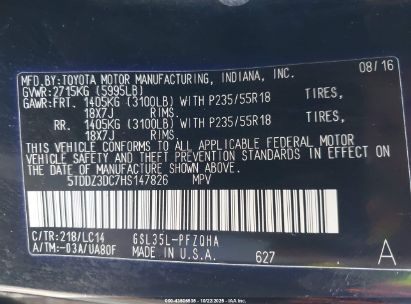 MFD.BY:TOYOTA MOTOR MANUFACTURING, INDIANA, INC. 08/16
GVWR:2715KG (5995LB)
GAWR:FRT. 1405KG (3100LB) WITH P235/55R18 TIRES,
18X7J RIMS.
RR. 1405KG (3100LB) WITH P235/55R18 TIRES,
18X7J RIMS.
THIS VEHICLE CONFORMS TO ALL APPLICABLE FEDERAL MOTOR
VEHICLE SAFETY AND THEFT PREVENTION STANDARDS IN EFFECT ON
THE DATE OF MANUFACTURE SHOWN ABOVE.
5TDDZ3DC7HS147826 MPV
C/TR:218/LC14 GSL35L-PFZQHA
A/TM:-03A/UA80F MADE IN U.S.A. 627 A